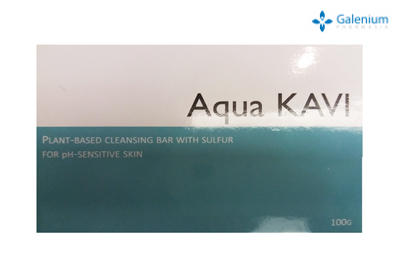 Galenium
PHARMASIA
Aqua KAVI
PLANT-BASED CLEANSING BAR WITH SULFUR
FOR pH-SENSITIVE SKIN
100G